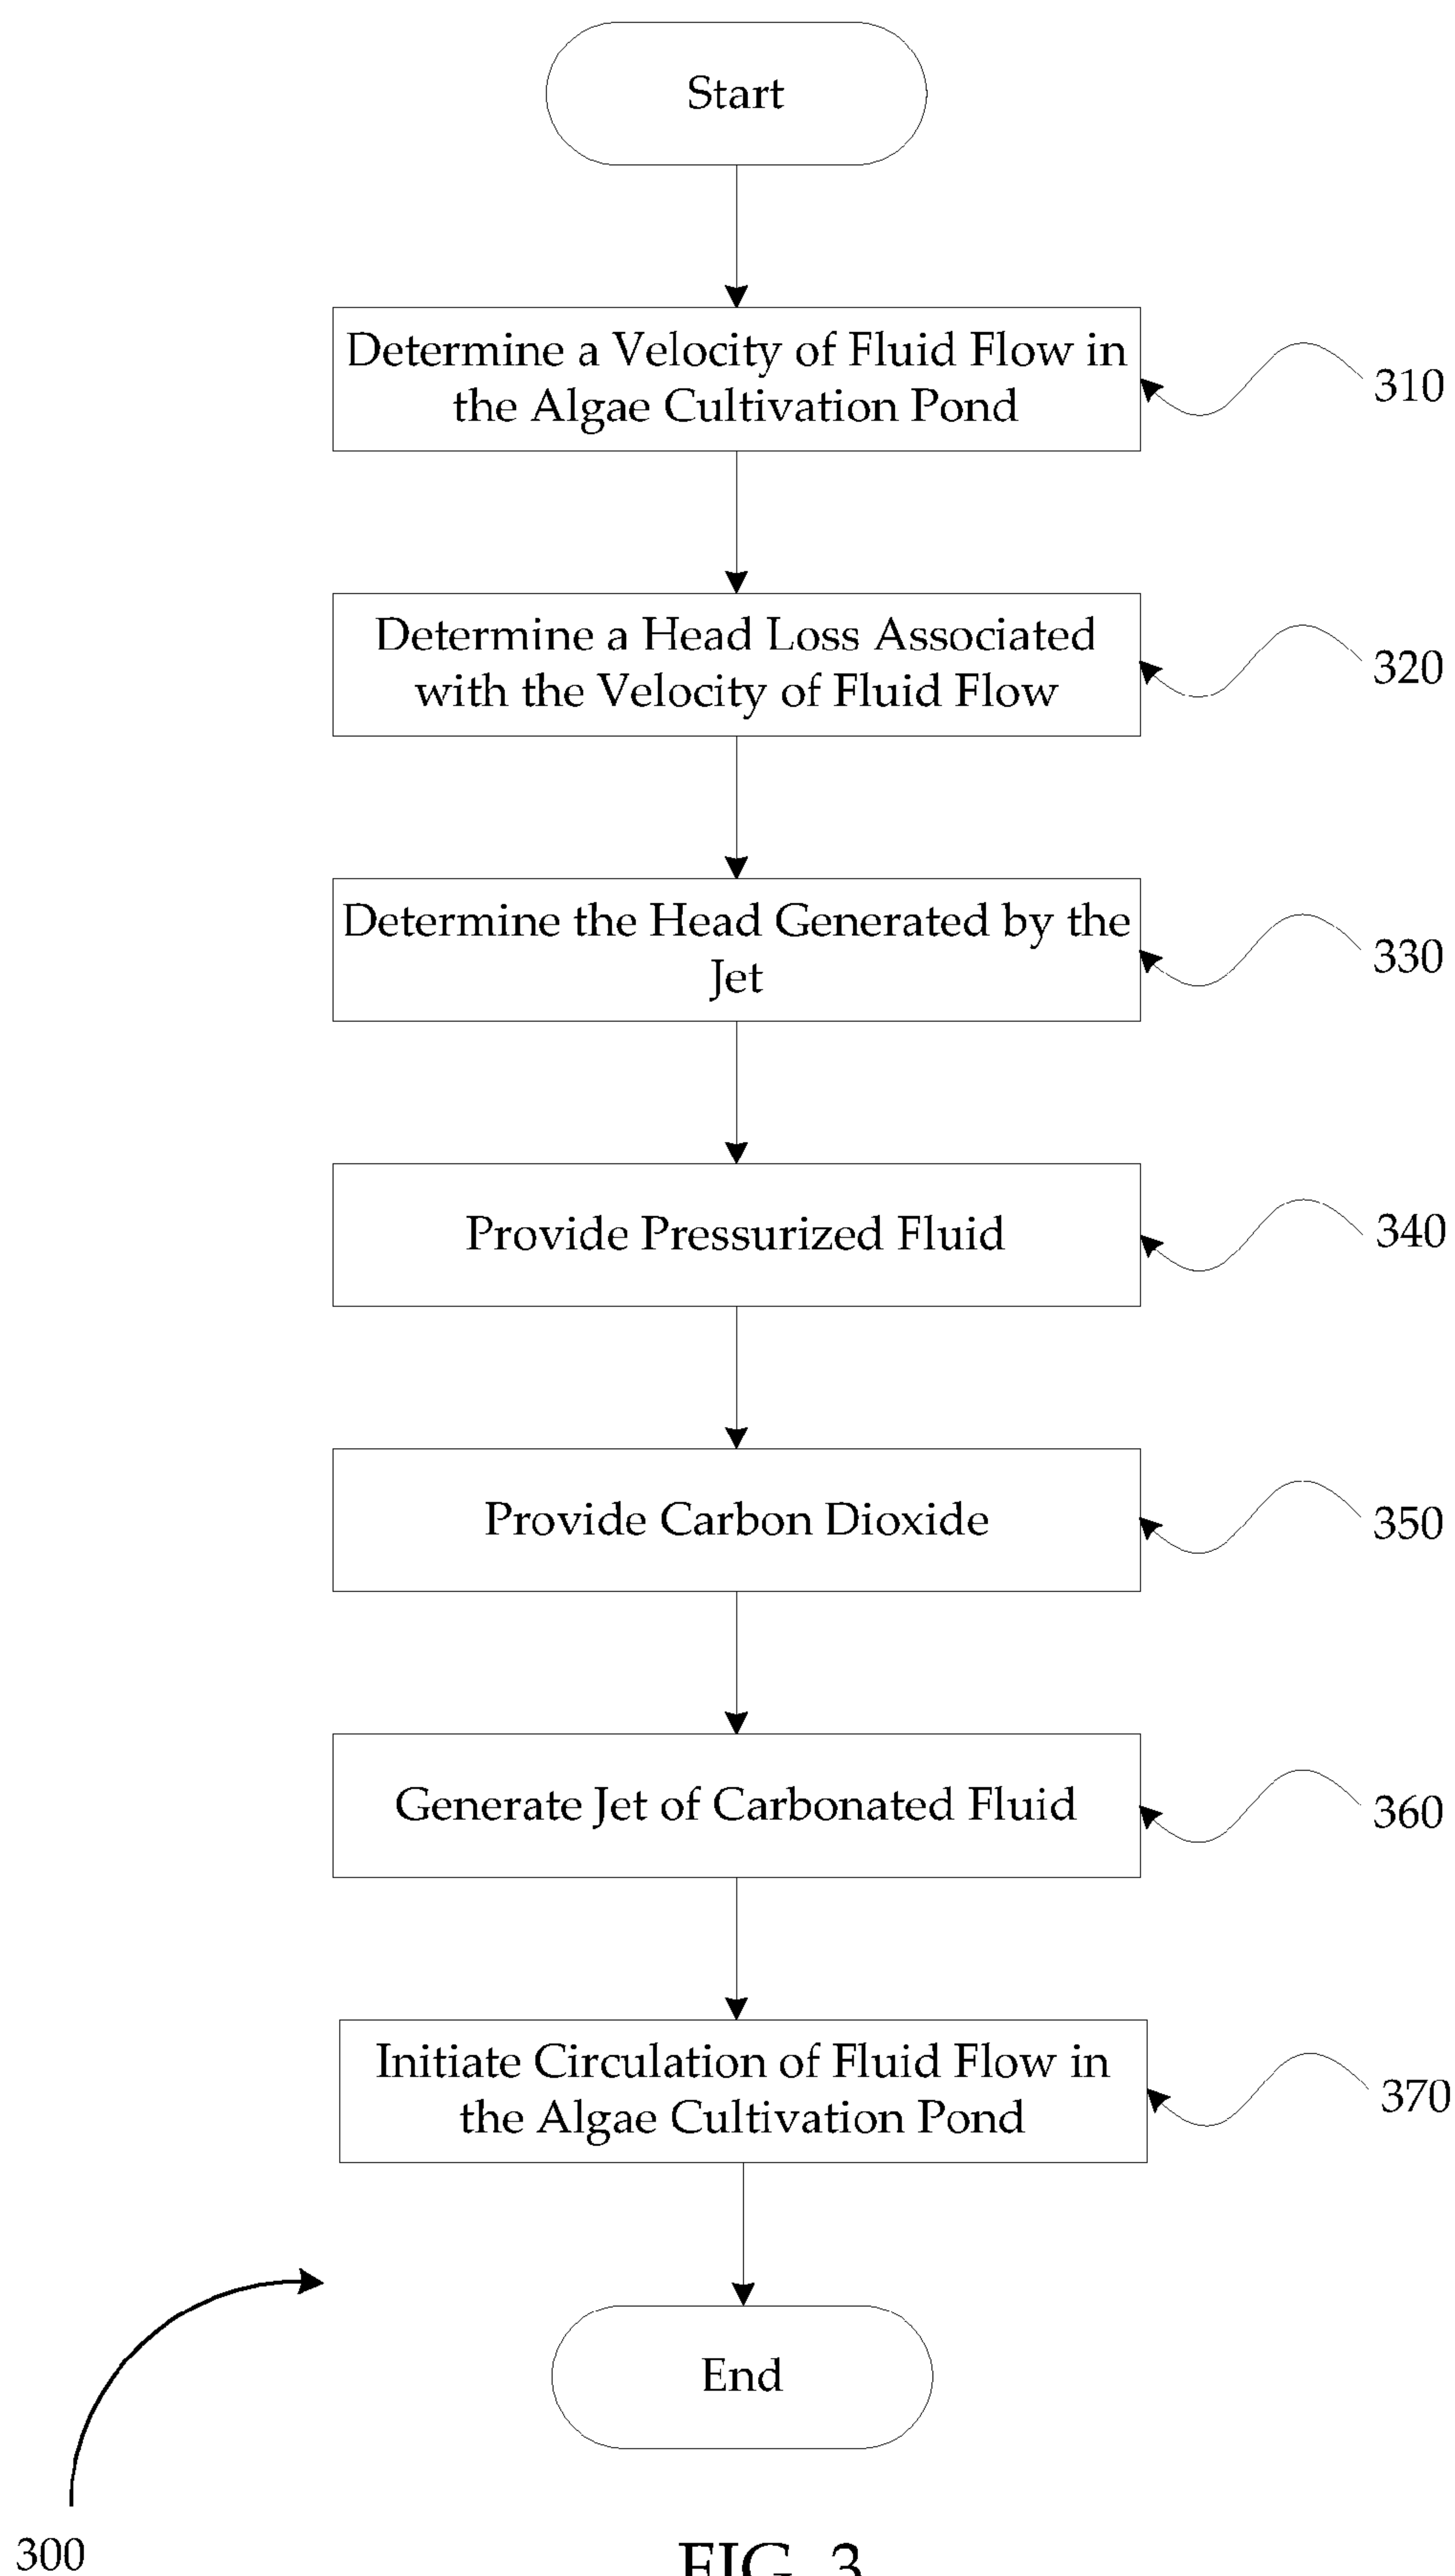 Start
Determine a Velocity of Fluid Flow in
the Algae Cultivation Pond
310
Determine a Head Loss Associated
with the Velocity of Fluid Flow
320
Determine the Head Generated by the
Jet
330
Provide Pressurized Fluid
340
Provide Carbon Dioxide
350
Generate Jet of Carbonated Fluid
360
Initiate Circulation of Fluid Flow in
the Algae Cultivation Pond
370
End
300
FIG. 3